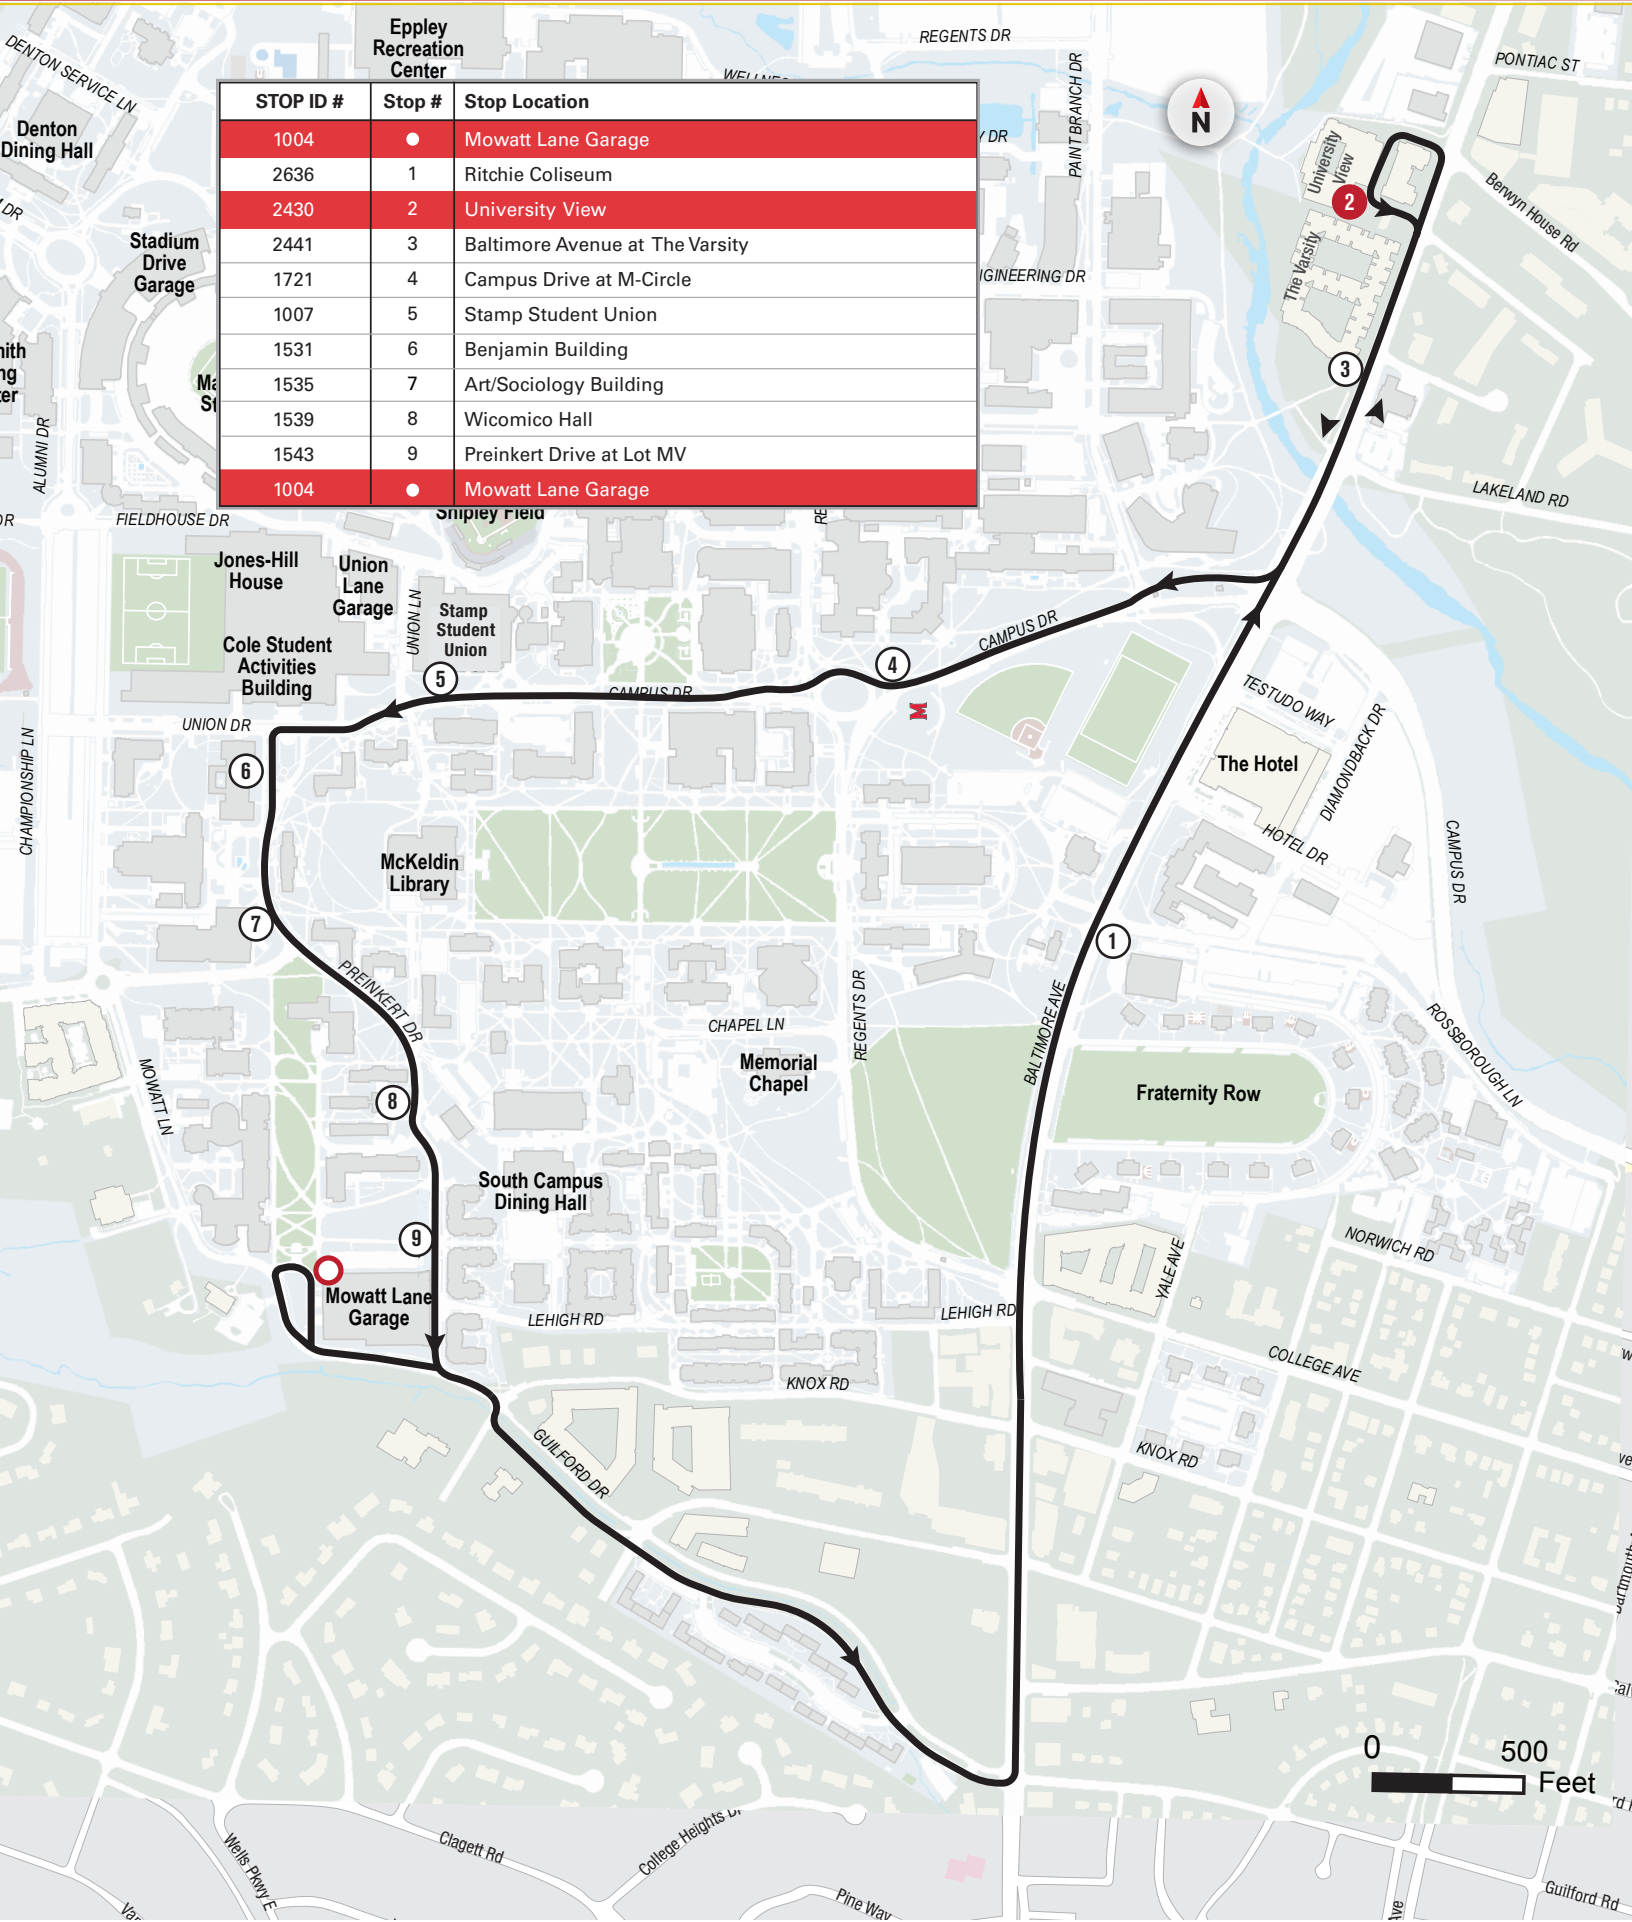 REGENTS DR
Eppley
Recreation
Center
DENTON SERVICE LN
PONTIAC ST
PAINT BRANCH DR
Denton
Dining Hall
STOP ID # Stop # Stop Location
1004 Mowatt Lane Garage
2636 1 Ritchie Coliseum
2430 2 University View
2441 3 Baltimore Avenue at The Varsity
1721 4 Campus Drive at M-Circle
1007 5 Stamp Student Union
1531 6 Benjamin Building
1535 7 Art/Sociology Building
1539 8 Wicomico Hall
1543 9 Preinkert Drive at Lot MV
1004 Mowatt Lane Garage
N
DR
DR
University
View
2
Berwyn House Rd
The Varsity
Stadium
Drive
Garage
IGINEERING DR
3
ALUMNI DR
LAKELAND RD
FIELDHOUSE DR
Shipley Field
Jones-Hill
House
Union
Lane
Garage
UNION LN
Stamp
Student
Union
Cole Student
Activities
Building
CAMPUS DR
4
5
CAMPUS DR
M
TESTUDO WAY
DIAMONDBACK DR
UNION DR
CHAMPIONSHIP LN
6
The Hotel
HOTEL DR
CAMPUS DR
McKeldin
Library
7
1
PREINKERT DR
REGENTS DR
BALTIMORE AVE
CHAPEL LN
Memorial
Chapel
ROSSBOROUGH LN
MOWATT LN
8
Fraternity Row
South Campus
Dining Hall
9
NORWICH RD
YALE AVE
Mowatt Lane
Garage
LEHIGH RD
LEHIGH RD
COLLEGE AVE
KNOX RD
GUILFORD DR
KNOX RD
0 500
Feet
College Heights Dr
Clagett Rd
Wells Pkwy E
Pine Way
Guilford Rd
Ave